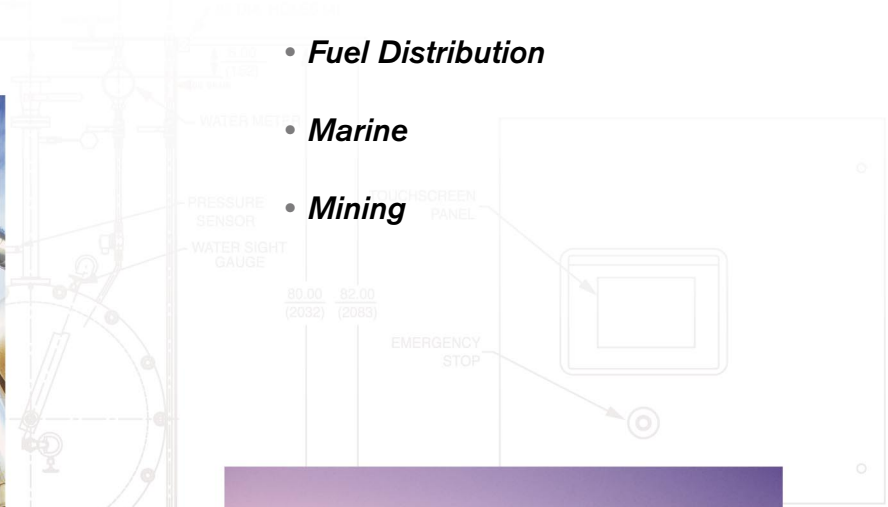 • Fuel Distribution
WATER METER
• Marine
PRESSURE
SENSOR
• Mining
TOUCHSCREEN
PANEL
WATER SIGHT
GAUGE
80.00 82.00
(2032) (2083)
EMERGENCY
STOP